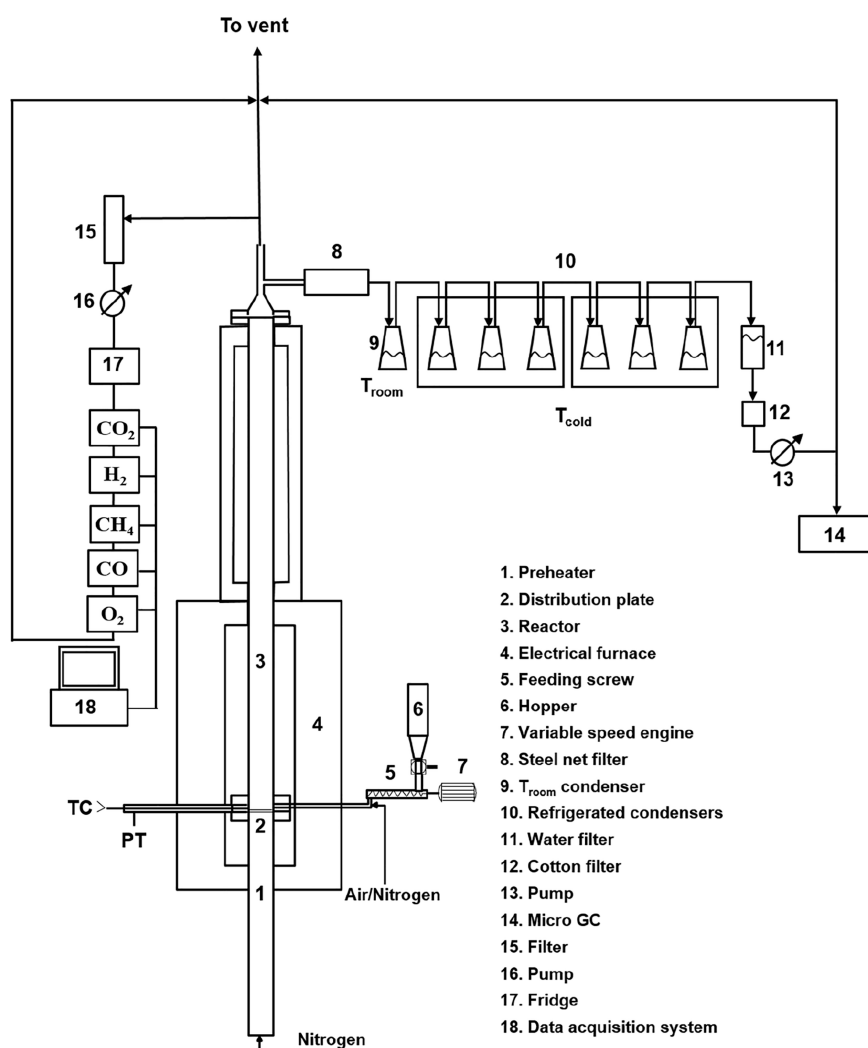 To vent
15
8
10
16
9
11
17
T room
T cold
12
CO2
13
H2
CH4
14
CO
O2
3
18
4
6
5
7
TC
PT
2
1
Air/Nitrogen
Nitrogen
1. Preheater
2. Distribution plate
3. Reactor
4. Electrical furnace
5. Feeding screw
6. Hopper
7. Variable speed engine
8. Steel net filter
9. Troom condenser
10. Refrigerated condensers
11. Water filter
12. Cotton filter
13. Pump
14. Micro GC
15. Filter
16. Pump
17. Fridge
18. Data acquisition system